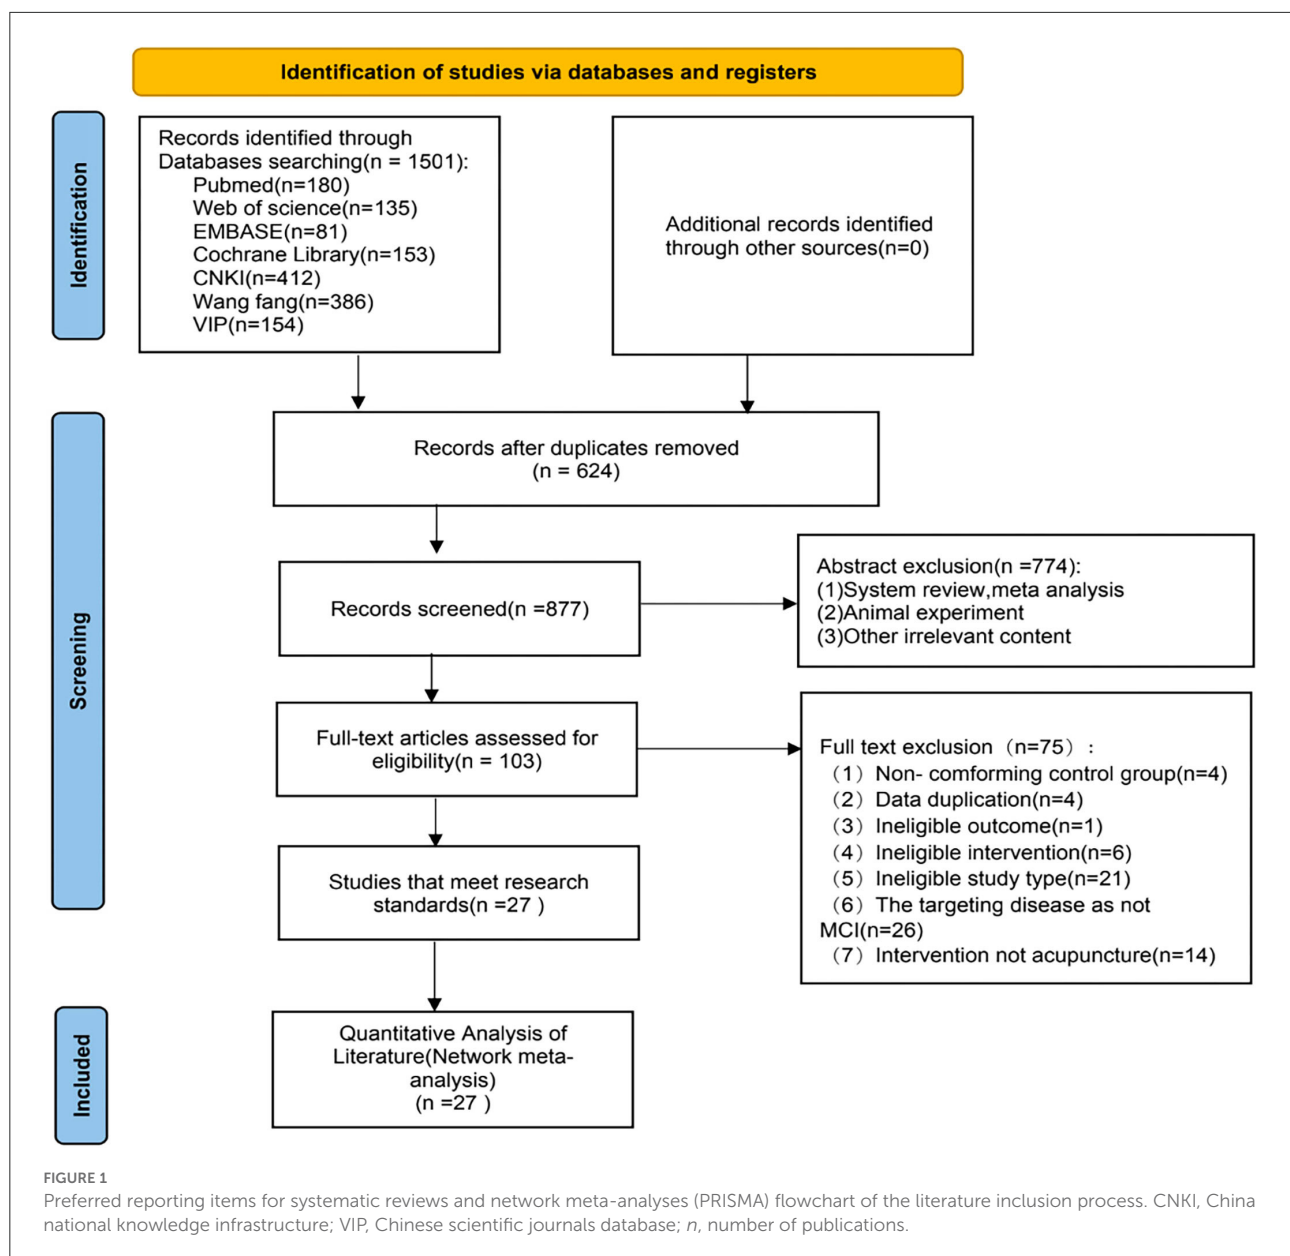 Identification of studies via databases and registers
Identification
Records identified through
Databases searching(n = 1501):
Pubmed(n=180)
Web of science(n=135)
EMBASE(n=81)
Cochrane Library(n=153)
CNKI(n=412)
Wang fang(n=386)
VIP(n=154)
Additional records identified
through other sources(n=0)
Screening
Records after duplicates removed
(n = 624)
Records screened(n =877)
Abstract exclusion(n =774):
(1)System review,meta analysis
(2)Animal experiment
(3)Other irrelevant content
Full-text articles assessed for
eligibility(n = 103)
Full text exclusion（n=75）:
（1）Non- comforming control group(n=4)
（2）Data duplication(n=4)
（3）Ineligible outcome(n=1)
（4）Ineligible intervention(n=6)
（5）Ineligible study type(n=21)
（6）The targeting disease as not
MCI(n=26)
（7）Intervention not acupuncture(n=14)
Studies that meet research
standards(n =27 )
Included
Quantitative Analysis of
Literature(Network meta-
analysis)
(n =27 )
FIGURE 1
Preferred reporting items for systematic reviews and network meta-analyses (PRISMA) flowchart of the literature inclusion process. CNKI, China
national knowledge infrastructure; VIP, Chinese scientific journals database; n, number of publications.